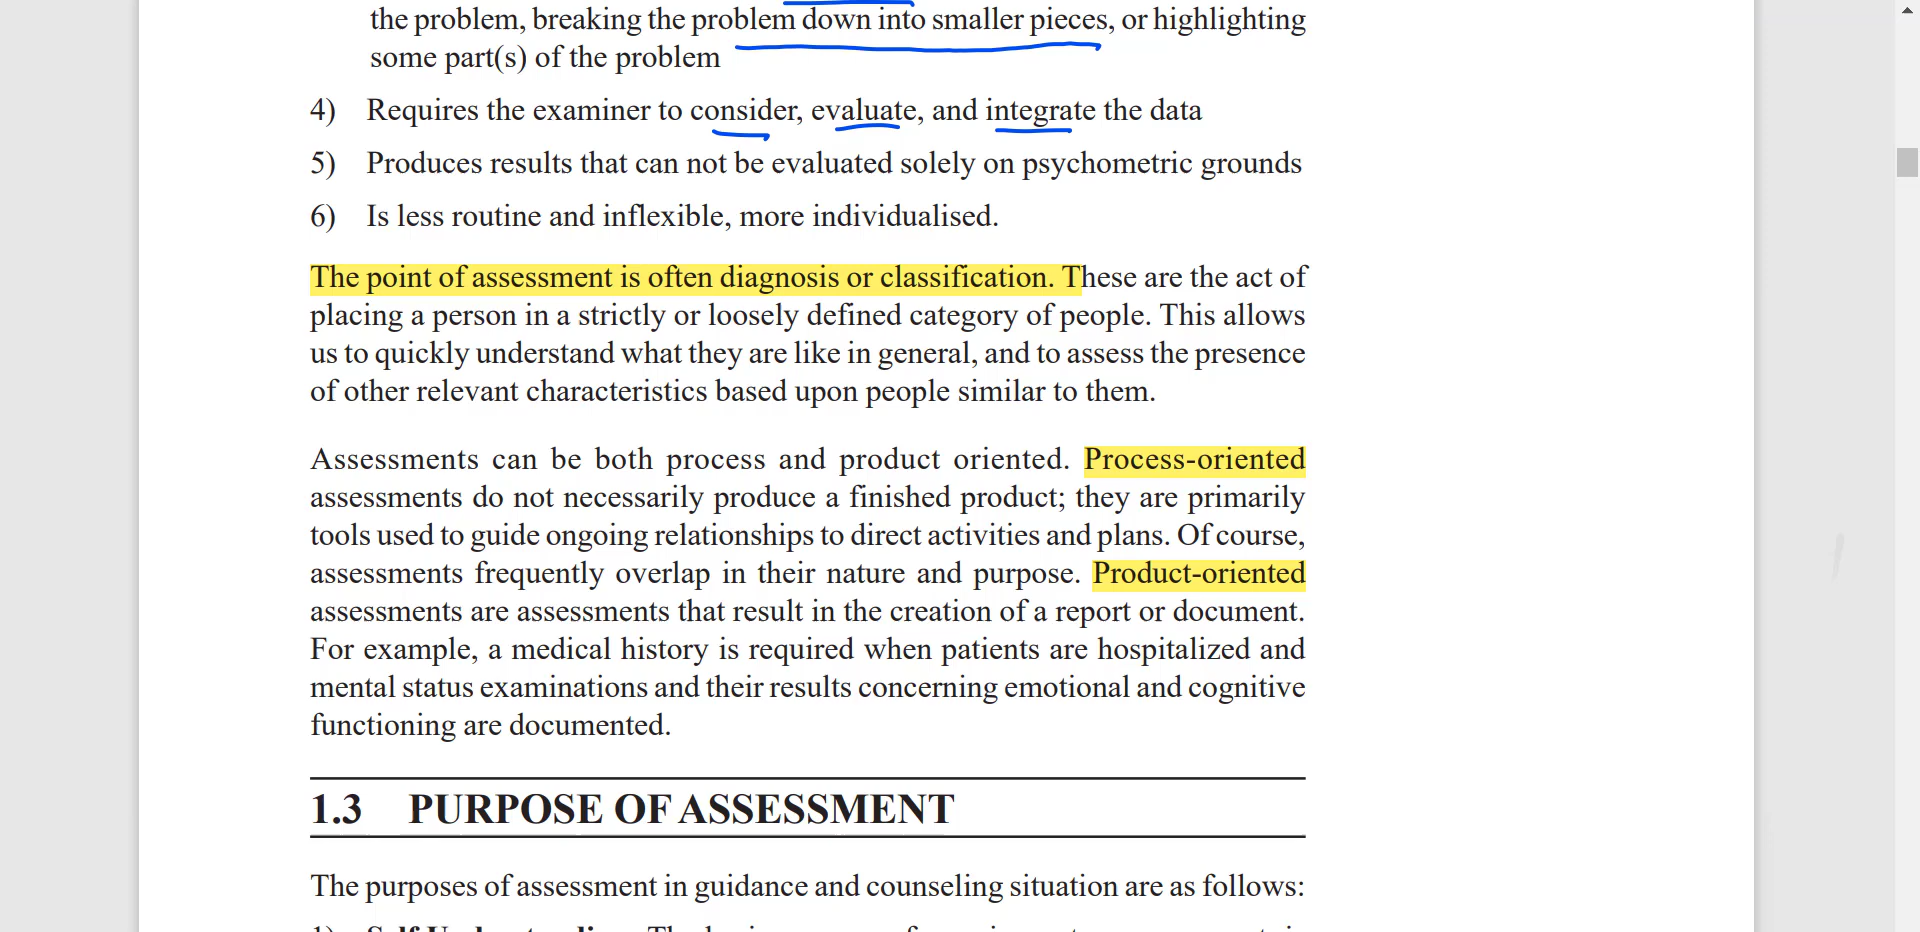 the problem, breaking the problem down into smaller pieces, or highlighting
some part(s) of the problem
4) Requires the examiner to consider, evaluate, and integrate the data
5) Produces results that can not be evaluated solely on psychometric grounds
6) Is less routine and inflexible, more individualised.
The point of assessment is often diagnosis or classification. These are the act of
placing a person in a strictly or loosely defined category of people. This allows
us to quickly understand what they are like in general, and to assess the presence
of other relevant characteristics based upon people similar to them.
Assessments can be both process and product oriented. Process-oriented
assessments do not necessarily produce a finished product; they are primarily
tools used to guide ongoing relationships to direct activities and plans. Of course,
assessments frequently overlap in their nature and purpose. Product-oriented
assessments are assessments that result in the creation of a report or document.
For example, a medical history is required when patients are hospitalized and
mental status examinations and their results concerning emotional and cognitive
functioning are documented.
1.3 PURPOSE OF ASSESSMENT
The purposes of assessment in guidance and counseling situation are as follows: